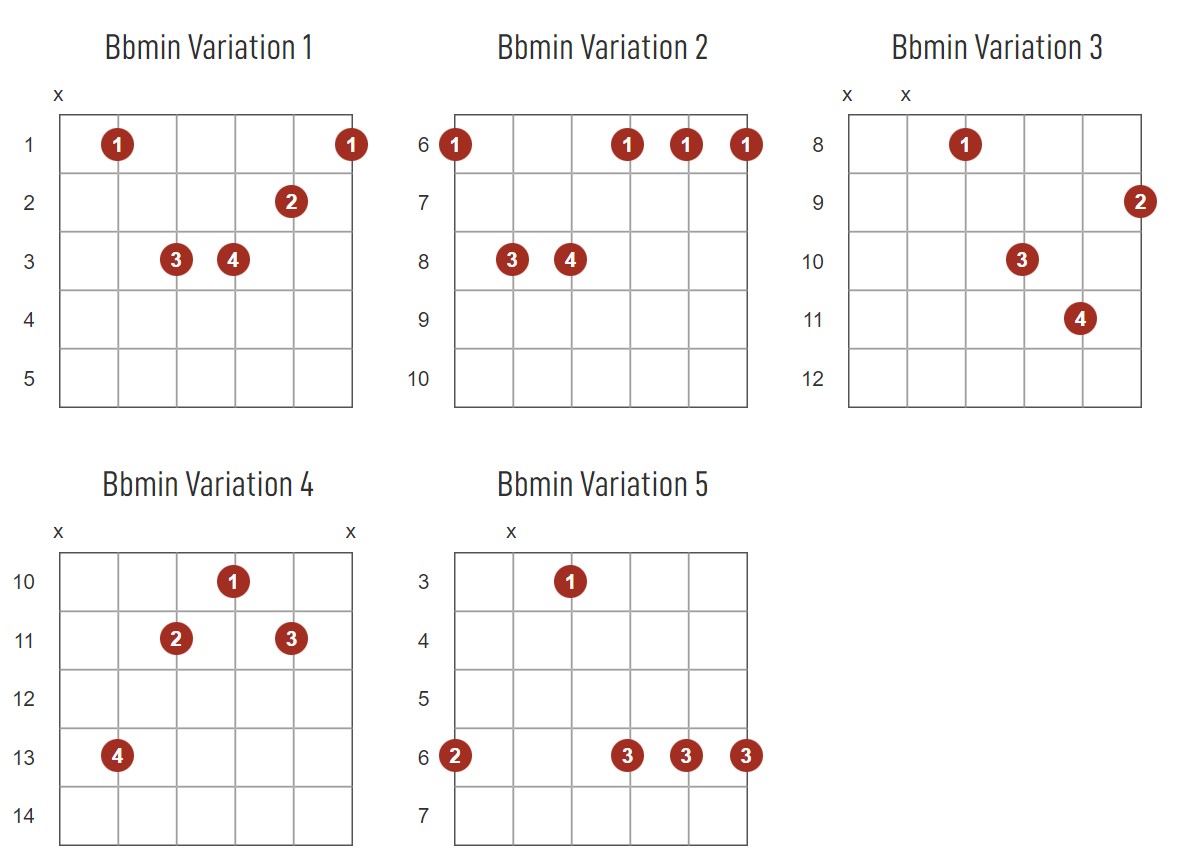 Bbmin Variation 1 Bbmin Variation 2 Bbmin Variation 3
x x x
1 1 1 6 1 1 1 1 8 1
2 2 7 9 2
3 3 4 8 3 4 10 3
4 9 11 4
5 10 12
Bbmin Variation 4 Bbmin Variation 5
x x x
10 1 3 1
11 2 3 4
12 5
13 4 6 2 3 3 3
14 7